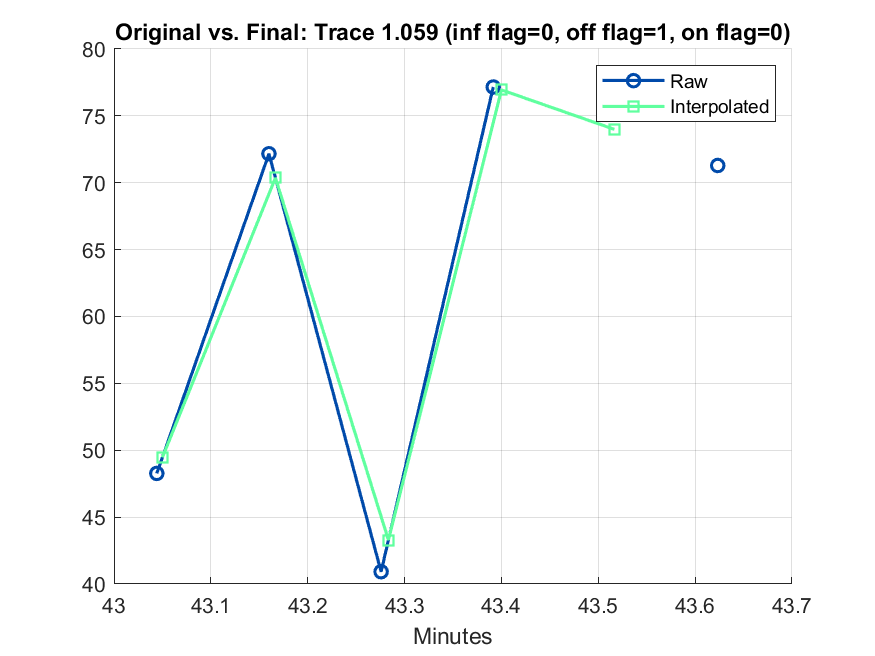 Original vs. Final: Trace 1.059 (inf flag=0, off flag=1, on flag=0)
80
75
70
65
60
55
50
45
40
Raw
Interpolated
43 43.1 43.2 43.3 43.4 43.5 43.6 43.7
Minutes